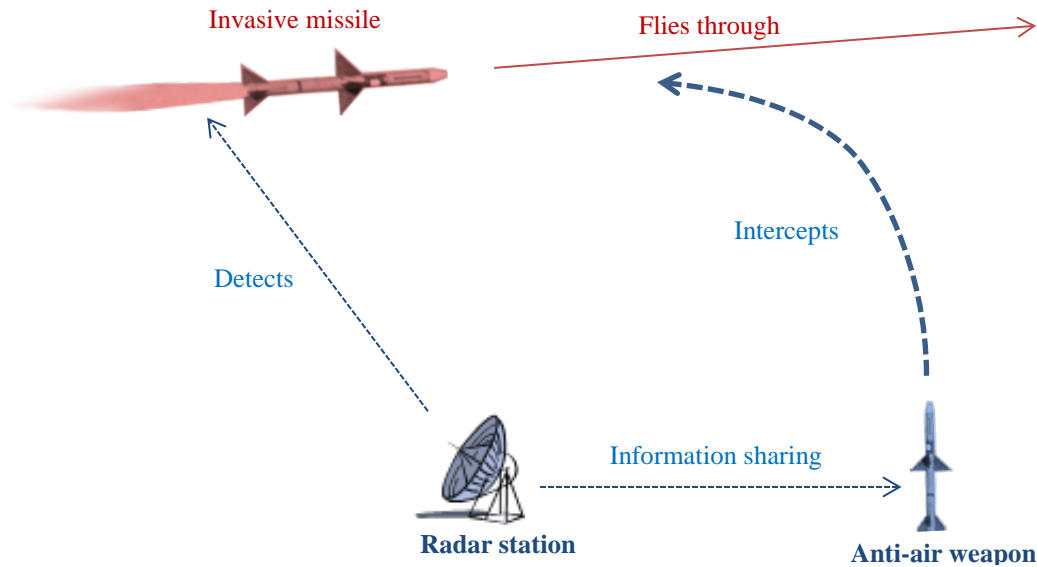 Invasive missile
Flies through
Intercepts
Detects
Information sharing
Radar station
Anti-air weapon